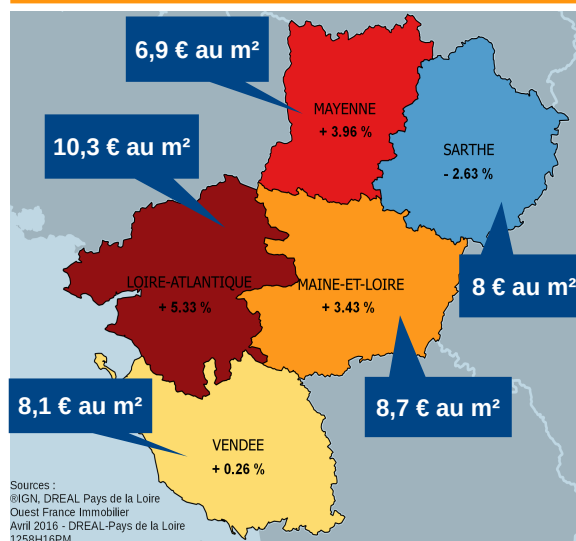 6,9 € au m²
MAYENNE
+ 3.96 %
10,3 € au m²
SARTHE
- 2.63 %
LOIRE-ATLANTIQUE
+ 5.33 %
MAINE-ET-LOIRE
+ 3.43 %
8 € au m²
8,1 € au m²
8,7 € au m²
VENDEE
+ 0.26 %
Sources :
®IGN, DREAL Pays de la Loire
Ouest France Immobilier
Avril 2016 - DREAL-Pays de la Loire
1258H16PM